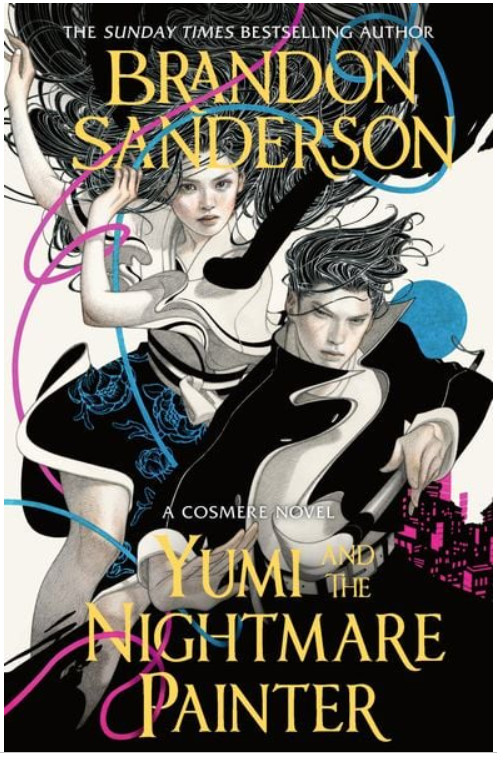 THE SUNDAY TIMES BESTSELLING AUTHOR
BRANDON
SANDERSON
A COSMERE NOVEL
YUMI AND
THE
NIGHTMARE
PAINTER